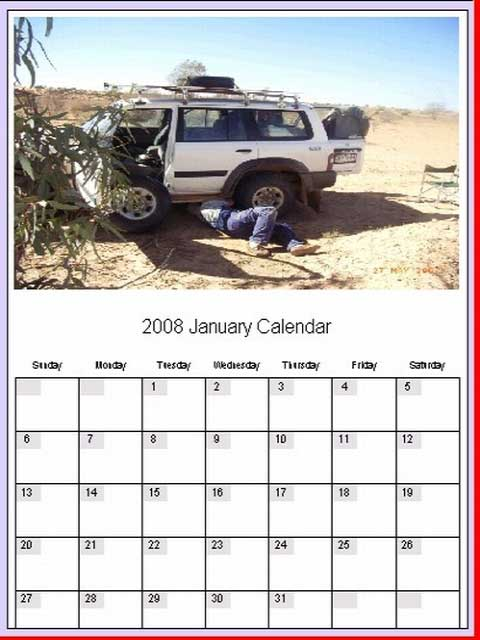 27 MAY
2008 January Calendar
Sunday Monday Tuesday Wednesday Thursday Friday Saturday
1 2 3 4 5
6 7 8 9 10 11 12
13 14 15 16 17 18 19
20 21 22 23 24 25 26
27 28 29 30 31